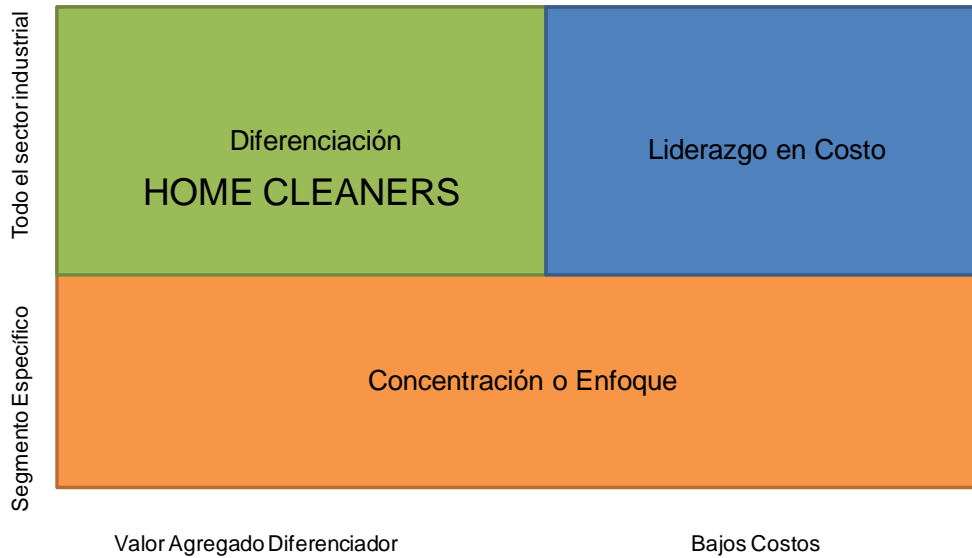 Todo el sector industrial
Diferenciación
HOME CLEANERS
Liderazgo en Costo
Segmento Específico
Concentración o Enfoque
Valor Agregado Diferenciador
Bajos Costos